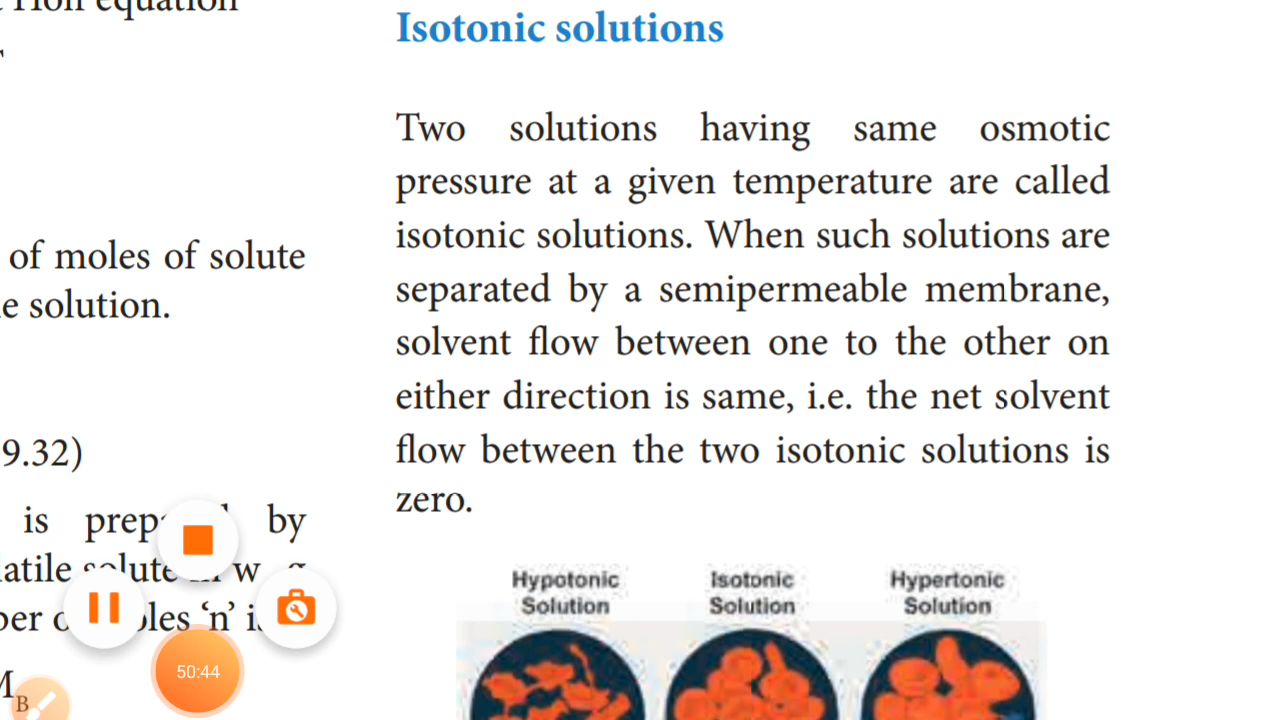 equation
of moles of solute
solution.
9.32)
is by
Isotonic solutions
Two solutions having same osmotic
pressure at a given temperature are called
isotonic solutions. When such solutions are
separated by a semipermeable membrane,
solvent flow between one to the other on
either direction is same, i.e. the net solvent
flow between the two isotonic solutions is
zero.
Hypotonic Isotonic Hypertonic
Solution Solution Solution
50:44